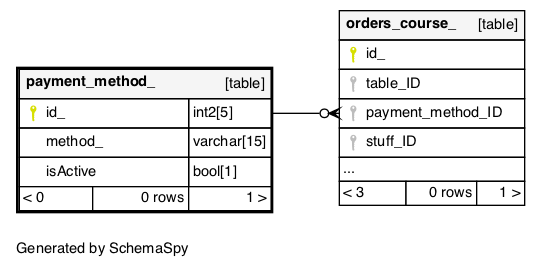 orders_course_ [table]
id_
table_ID
payment_method_ID
stuff_ID
...
< 3 0 rows 1 >
payment_method_ [table]
id_ int2[5]
method_ varchar[15]
isActive bool[1]
< 0 0 rows 1 >
Generated by SchemaSpy